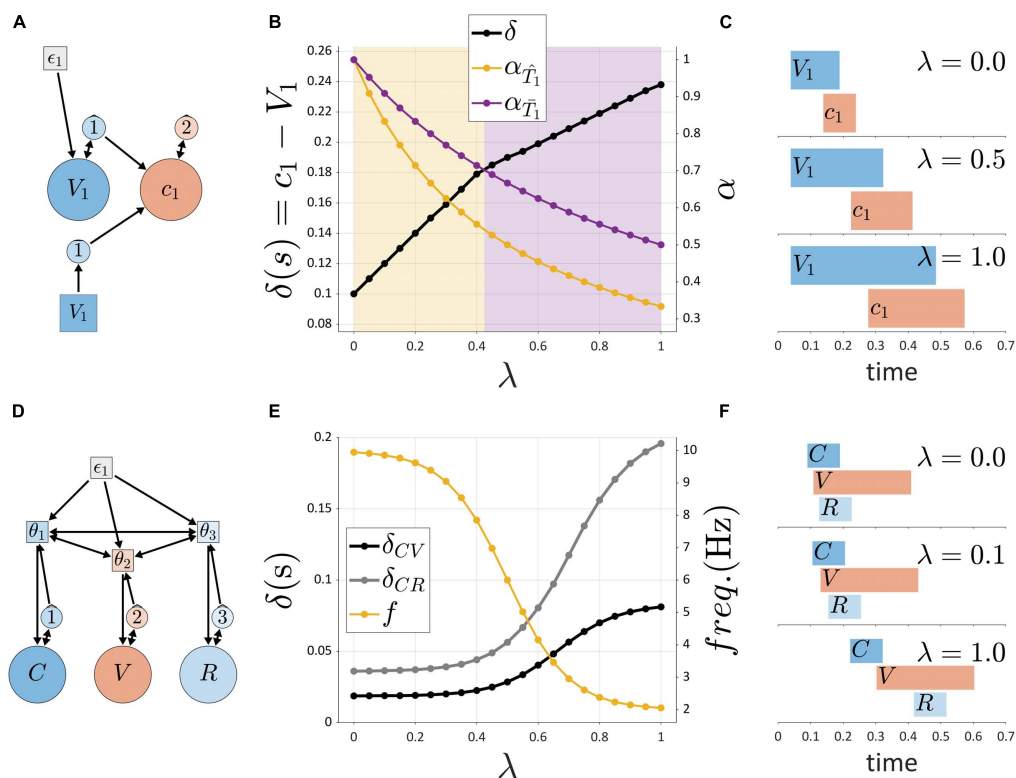 A
ϵ1
1̂
2̂
V1
c1
1
V1
B
δ
α_T̂1
α_T̄1
δ(s) = c1 − V1
0.26
0.24
0.22
0.2
0.18
0.16
0.14
0.12
0.1
0.08
1
0.9
0.8
0.7
0.6
0.5
0.4
0.3
α
0 0.2 0.4 0.6 0.8 1
λ
C
V1 λ = 0.0
c1
V1 λ = 0.5
c1
V1 λ = 1.0
c1
0 0.1 0.2 0.3 0.4 0.5 0.6 0.7
time
D
ϵ1
θ1 θ3
θ2
1̂ 2̂ 3̂
C V R
E
δ(s)
0.2
0.15
0.1
0.05
0
δCV
δCR
f
10
9
8
7
6
5
4
3
2
freq.(Hz)
0 0.2 0.4 0.6 0.8 1
λ
F
C λ = 0.0
V
R
C λ = 0.1
V
R
C λ = 1.0
V
R
0 0.1 0.2 0.3 0.4 0.5 0.6 0.7
time